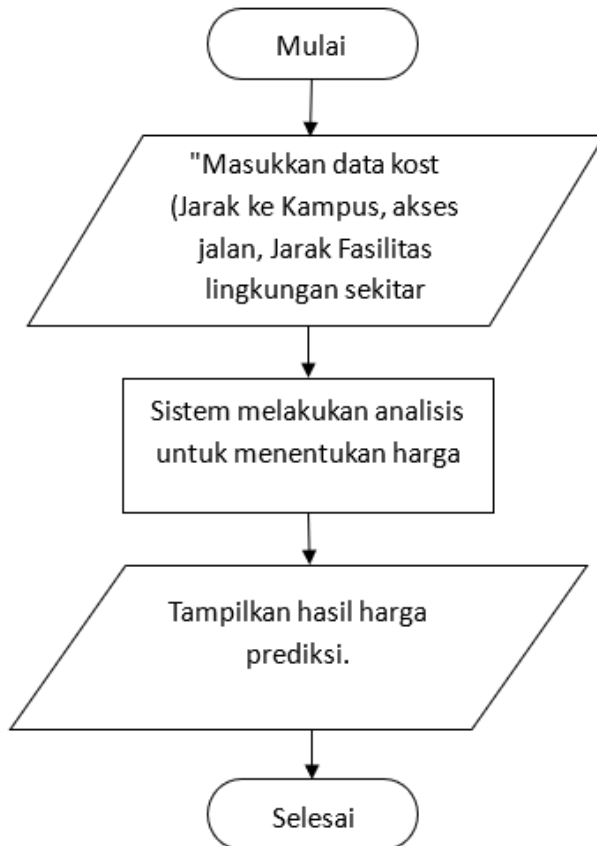 Mulai
"Masukkan data kost
(Jarak ke Kampus, akses
jalan, Jarak Fasilitas
lingkungan sekitar
Sistem melakukan analisis
untuk menentukan harga
Tampilkan hasil harga
prediksi.
Selesai